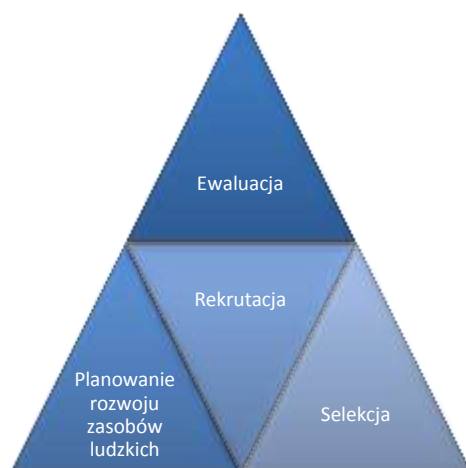 Ewaluacja
Rekrutacja
Planowanie
rozwoju
zasobów
ludzkich
Selekcja